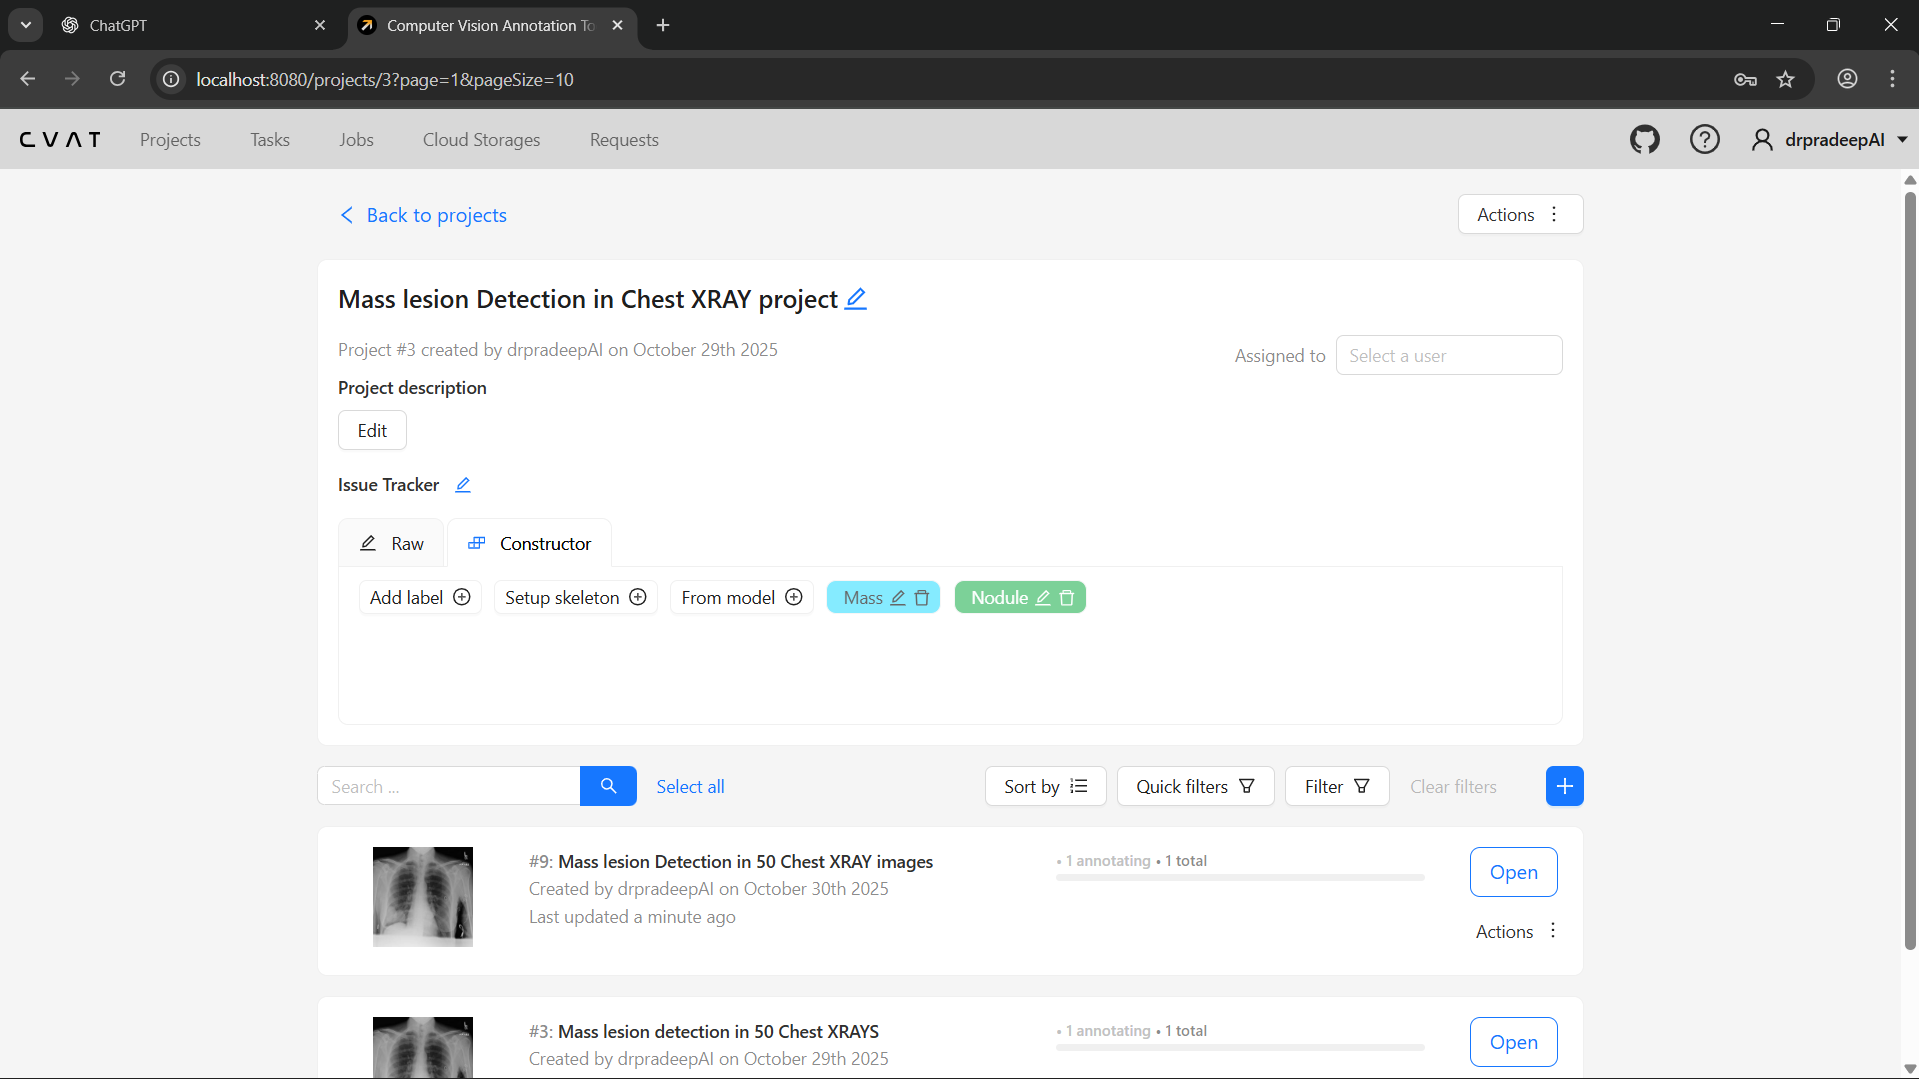 ChatGPT
Computer Vision Annotation To
localhost:8080/projects/3?page=1&pageSize=10
CVAT
Projects
Tasks
Jobs
Cloud Storages
Requests
drpradeepAI
Back to projects
Actions
Mass lesion Detection in Chest XRAY project
Project #3 created by drpradeepAI on October 29th 2025
Assigned to
Select a user
Project description
Edit
Issue Tracker
Raw
Constructor
Add label
Setup skeleton
From model
Mass
Nodule
Search ...
Select all
Sort by
Quick filters
Filter
Clear filters
#9: Mass lesion Detection in 50 Chest XRAY images
• 1 annotating • 1 total
Created by drpradeepAI on October 30th 2025
Last updated a minute ago
Open
Actions
#3: Mass lesion detection in 50 Chest XRAYS
• 1 annotating • 1 total
Created by drpradeepAI on October 29th 2025
Open